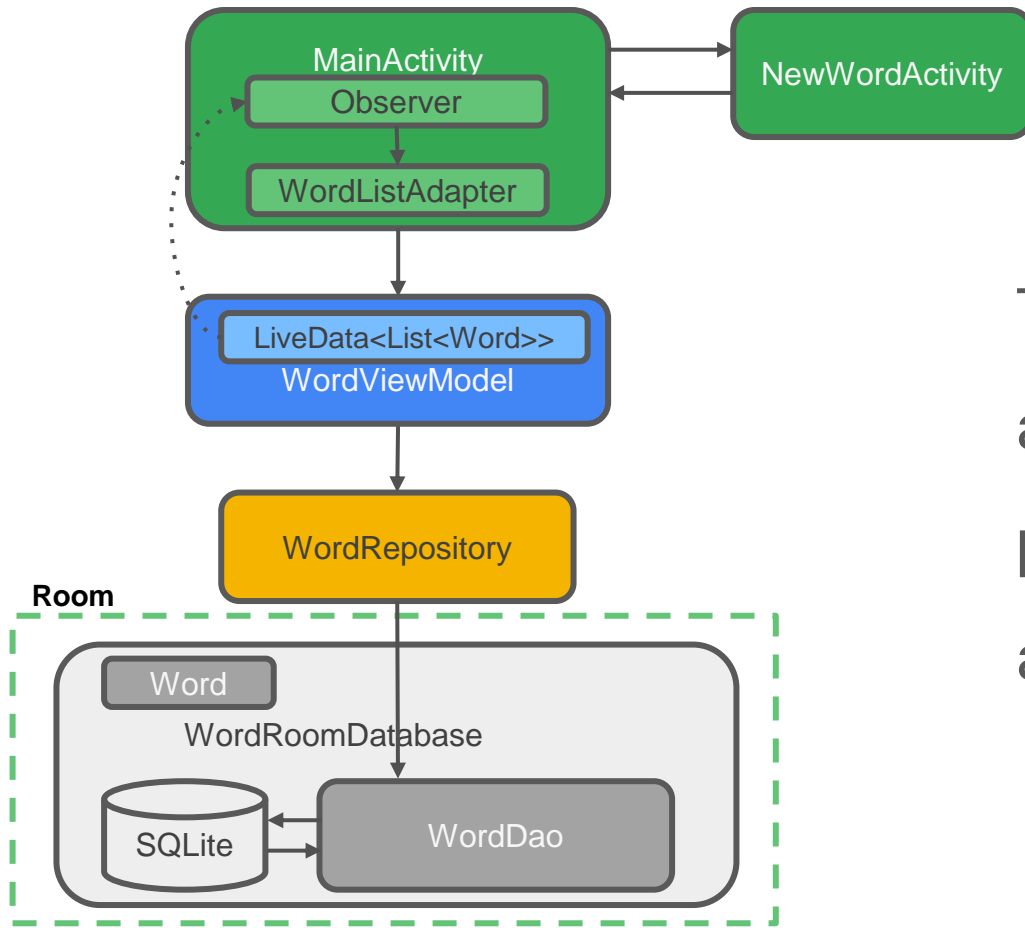 MainActivity
Observer
WordListAdapter
NewWordActivity
LiveData<List<Word>>
WordViewModel
WordRepository
Room
Word
WordRoomDatabase
SQLite
WordDao